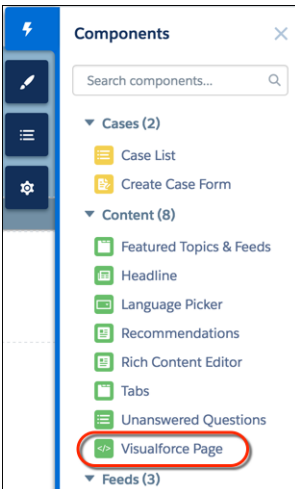 Components
Search components...
Cases (2)
Case List
Create Case Form
Content (8)
Featured Topics & Feeds
Headline
Language Picker
Recommendations
Rich Content Editor
Tabs
Unanswered Questions
Visualforce Page
Feeds (3)